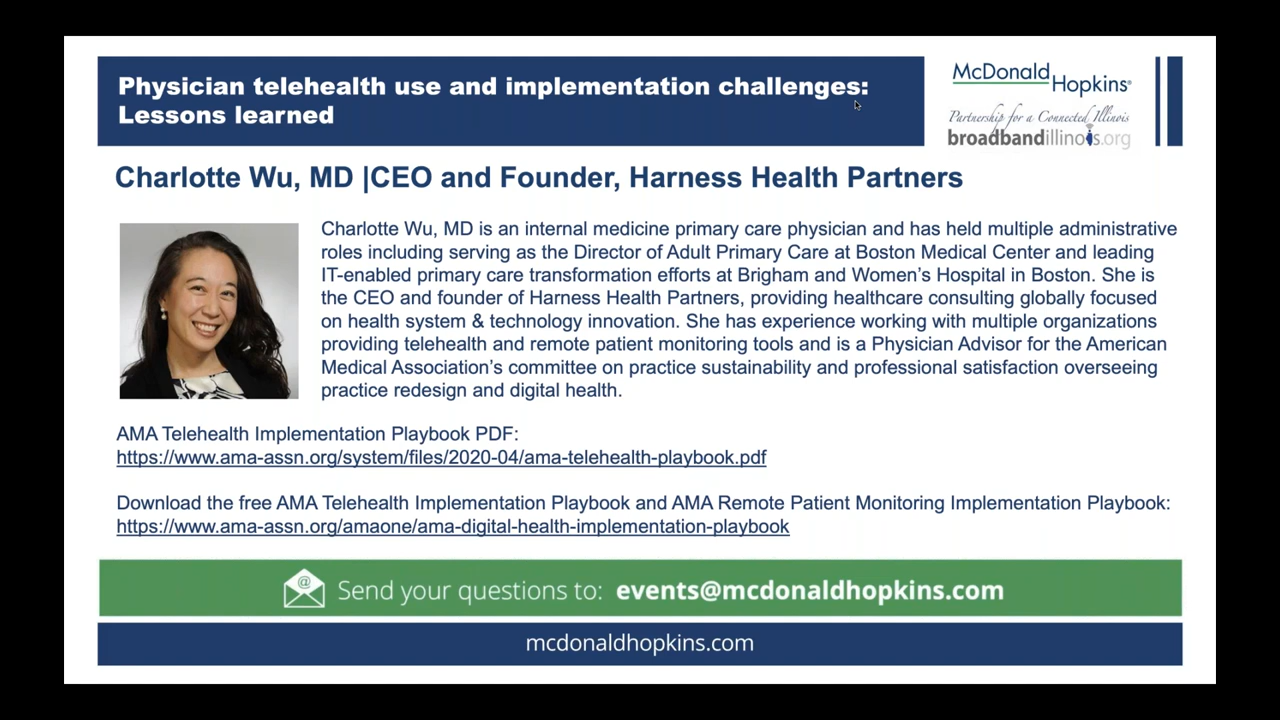 Physician telehealth use and implementation challenges:
Lessons learned
McDonald
Hopkins®
Partnership for a Connected Illinois
broadbandillinois.org
Charlotte Wu, MD |CEO and Founder, Harness Health Partners
Charlotte Wu, MD is an internal medicine primary care physician and has held multiple administrative
roles including serving as the Director of Adult Primary Care at Boston Medical Center and leading
IT-enabled primary care transformation efforts at Brigham and Woman's Hospital in Boston. She is
the CEO and founder of Harness Health Partners, providing healthcare consulting globally focused
on health system & technology innovation. She has experience working with multiple organizations
providing telehealth and remote patient monitoring tools and is a Physician Advisor for the American
Medical Association's committee on practice sustainability and professional satisfaction overseeing
practice redesign and digital health.
AMA Telehealth Implementation Playbook PDF:
https://www.ama-assn.org/system/files/2020-04/ama-telehealth-playbook.pdf
Download the free AMA Telehealth Implementation Playbook and AMA Remote Patient Monitoring Implementation Playbook:
https://www.ama-assn.org/amaone/ama-digital-health-implementation-playbook
@ Send your questions to: events@mcdonaldhopkins.com
mcdonaldhopkins.com